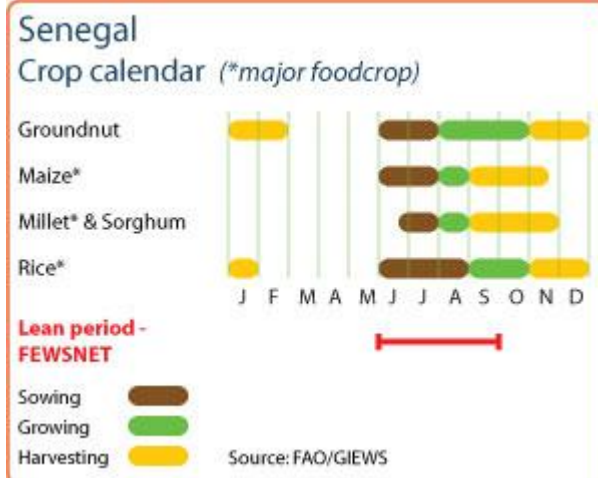 Senegal
Crop calendar (*major foodcrop)
Groundnut
Maize*
Millet* & Sorghum
Rice*
J F M A M J J A S O N D
Lean period -
FEWSNET
Sowing
Growing
Harvesting
Source: FAO/GIEWS